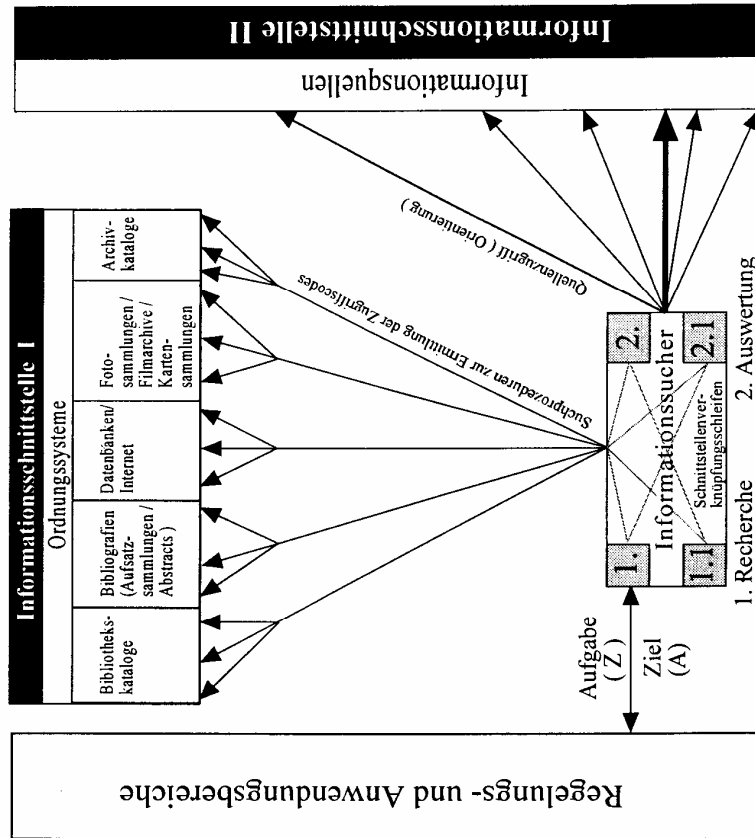 Informationsschnittstelle I
Ordnungssysteme
Bibliotheks-
kataloge
Bibliografien
(Aufsatz-
sammlungen /
Abstracts )
Datenbänken/
Internet
Foto-
sammlungen /
Filmarchive /
Karten-
sammlungen
Archiv-
kataloge
Suchprozeduren zur Ermittlung der Zugriffscodes
Quellenzugriff ( Orientierung )
Informationsquellen
Informationsschnittstelle II
Regelungs- und Anwendungsbereiche
Aufgabe
( Z )
Ziel
(A)
1.
2.
Informationssucher
1.1
Schnittstellenver-
knüpfungsschleifen
2.1
1. Recherche
2. Auswertung